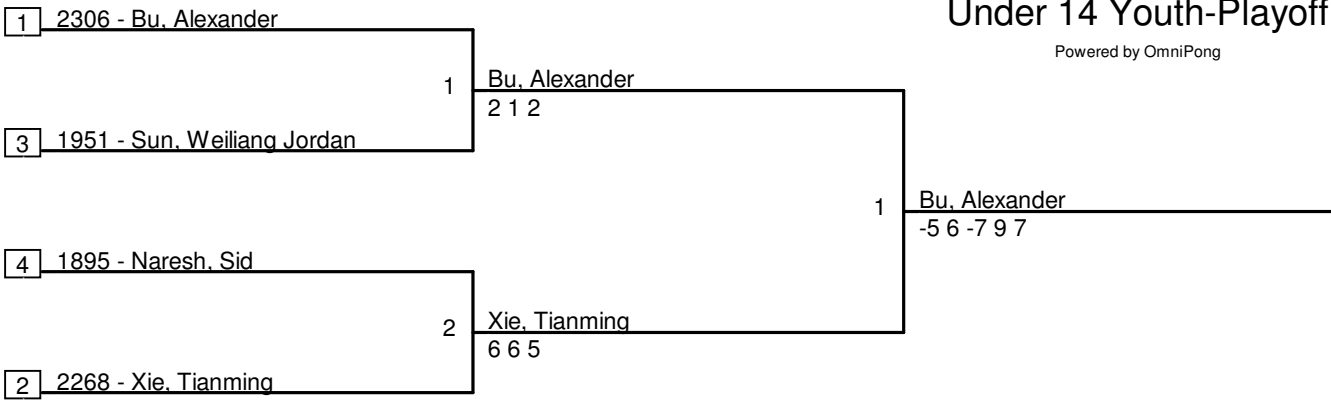 Under 14 Youth-Playoff
Powered by OmniPong
1 2306 - Bu, Alexander
1 Bu, Alexander
2 1 2
3 1951 - Sun, Weiliang Jordan
1 Bu, Alexander
-5 6 -7 9 7
4 1895 - Naresh, Sid
2 Xie, Tianming
6 6 5
2 2268 - Xie, Tianming